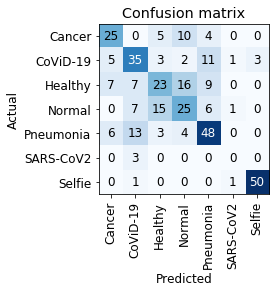 Confusion matrix
Actual
Cancer 25 0 5 10 4 0 0
CoViD-19 5 35 3 2 11 1 3
Healthy 7 7 23 16 9 0 0
Normal 0 7 15 25 6 1 0
Pneumonia 6 13 3 4 48 0 0
SARS-CoV2 0 3 0 0 0 0 0
Selfie 0 1 0 0 0 1 50
Cancer CoViD-19 Healthy Normal Pneumonia SARS-CoV2 Selfie
Predicted